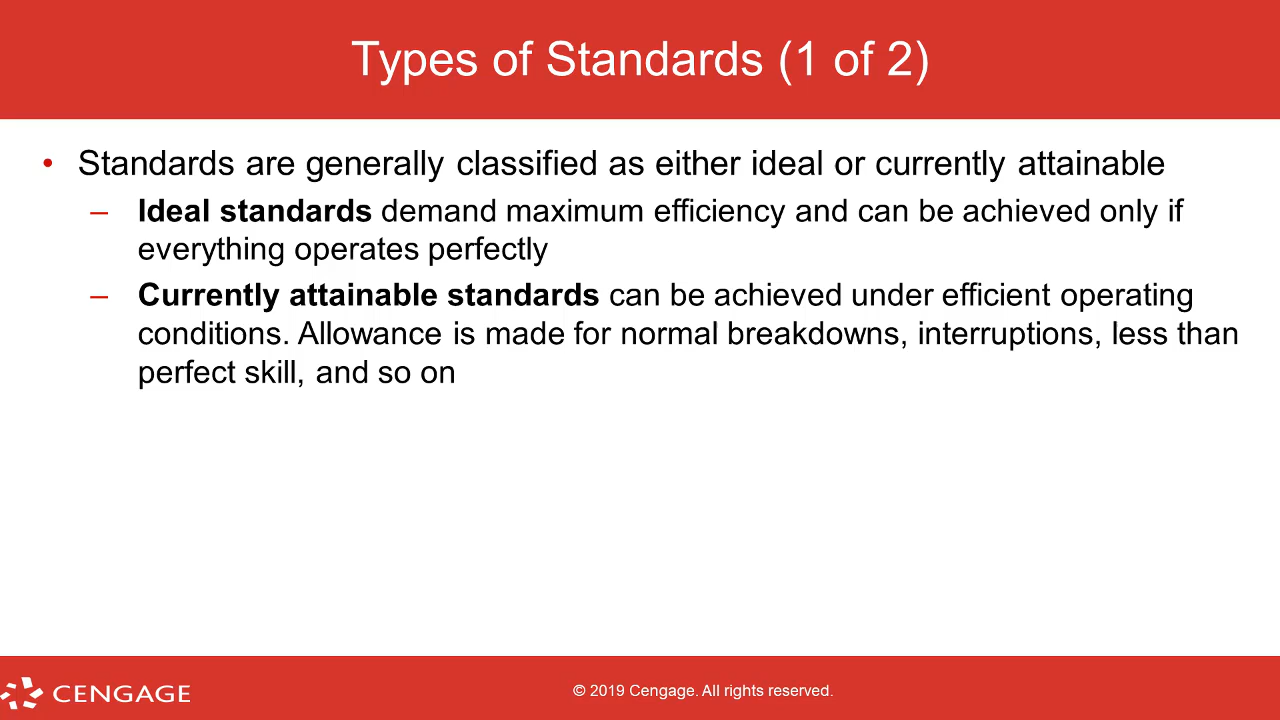 Types of Standards (1 of 2)
• Standards are generally classified as either ideal or currently attainable
– Ideal standards demand maximum efficiency and can be achieved only if
everything operates perfectly
– Currently attainable standards can be achieved under efficient operating
conditions. Allowance is made for normal breakdowns, interruptions, less than
perfect skill, and so on
CENGAGE
© 2019 Cengage. All rights reserved.